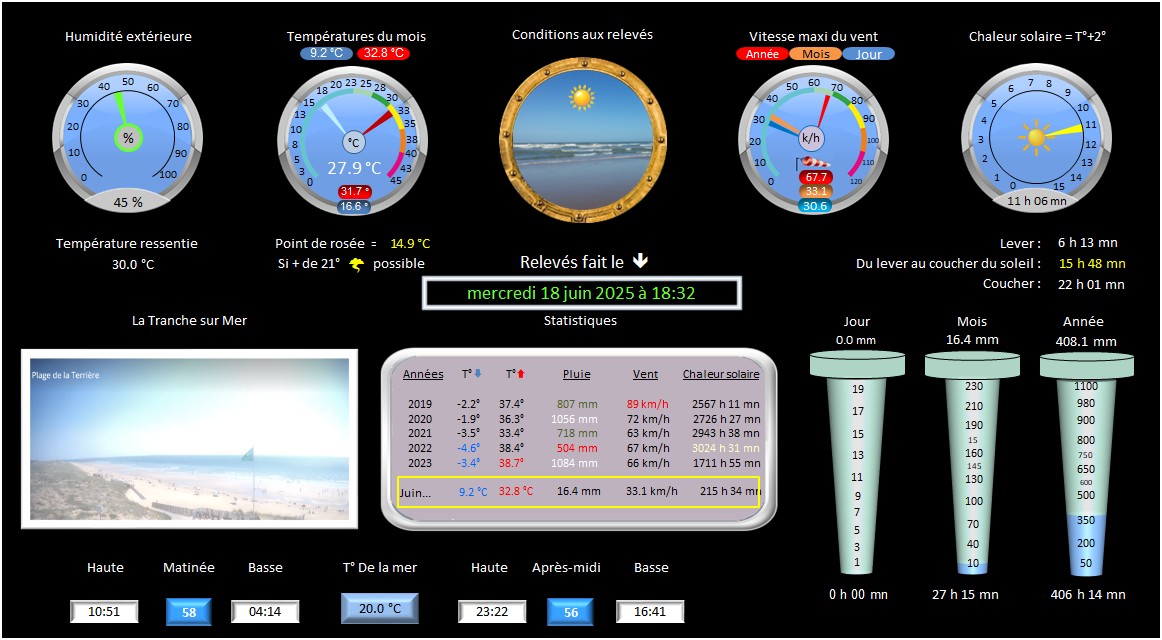 Humidité extérieure
Températures du mois
9.2 °C 32.8 °C
Conditions aux relevés
Vitesse maxi du vent
Année Mois Jour
Chaleur solaire = T°+2°
0 10 20 30 40 50 60 70 80 90 100
%
45 %
0 3 5 8 10 13 15 18 20 23 25 28 30 33 35 38 40 43 45
°C
27.9 °C
31.7 °
16.6 °
0 10 20 30 40 50 60 70 80 90 100 110 120
k/h
67.7
33.1
30.6
0 1 2 3 4 5 6 7 8 9 10 11 12 13 14 15
11 h 06 mn
Température ressentie
30.0 °C
Point de rosée = 14.9 °C
Si + de 21° possible
Relevés fait le
mercredi 18 juin 2025 à 18:32
Lever : 6 h 13 mn
Du lever au coucher du soleil : 15 h 48 mn
Coucher : 22 h 01 mn
La Tranche sur Mer
Plage de la Terrière
Statistiques
Années T° T° Pluie Vent Chaleur solaire
2019 -2.2° 37.4° 807 mm 89 km/h 2567 h 11 mn
2020 -1.9° 36.3° 1056 mm 72 km/h 2726 h 27 mn
2021 -3.5° 33.4° 718 mm 63 km/h 2943 h 38 mn
2022 -4.6° 38.4° 504 mm 67 km/h 3024 h 31 mn
2023 -3.4° 38.7° 1084 mm 66 km/h 1711 h 55 mn
Juin... 9.2 °C 32.8 °C 16.4 mm 33.1 km/h 215 h 34 mn
Jour
0.0 mm
19
17
15
13
11
9
7
5
3
1
0 h 00 mn
Mois
16.4 mm
230
210
190
15
160
145
130
100
70
40
10
27 h 15 mn
Année
408.1 mm
1100
980
900
800
750
650
600
500
350
200
50
406 h 14 mn
Haute Matinée Basse
10:51 58 04:14
T° De la mer
20.0 °C
Haute Après-midi Basse
23:22 56 16:41